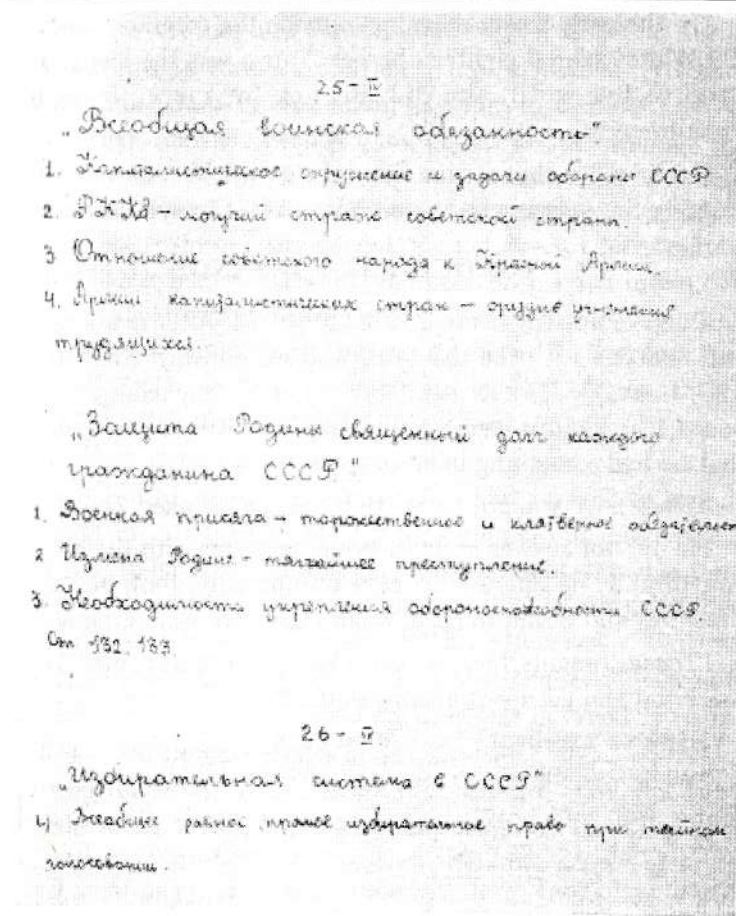 25 - IV
„Всеобщая воинская обязанность"
1. Капиталистическое окружение и задачи обороны СССР
2. РККА - могучий страж советской страны.
3. Отношение советского народа к Красной Армии.
4. Армии капиталистических стран - орудие угнетения
трудящихся.
„Защита Родины священный долг каждого
гражданина СССР"
1. Военная присяга - торжественное и клятвенное обязательст
2 Измена Родине - тягчайшее преступление.
3. Необходимость укрепления обороноспособности СССР.
Ст 132, 133.
26 - IV
„Избирательная система в СССР"
1) Всеобщее равное прямое избирательное право при тайном
голосовании.